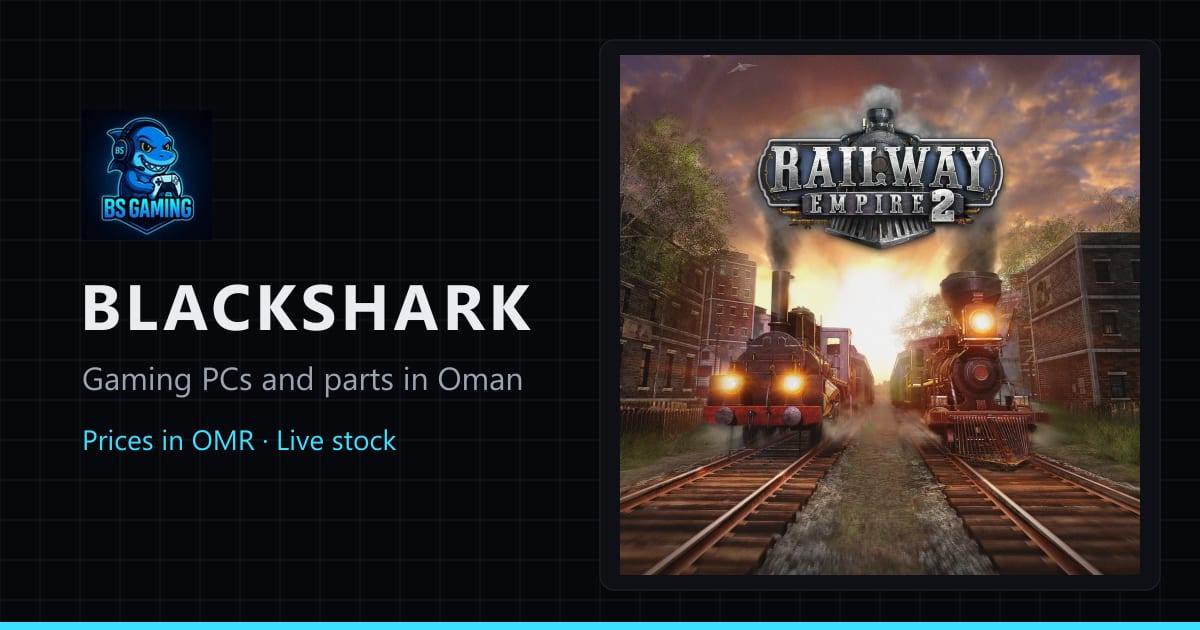 BS
BS GAMING
BLACKSHARK
Gaming PCs and parts in Oman
Prices in OMR · Live stock
RAILWAY
EMPIRE 2